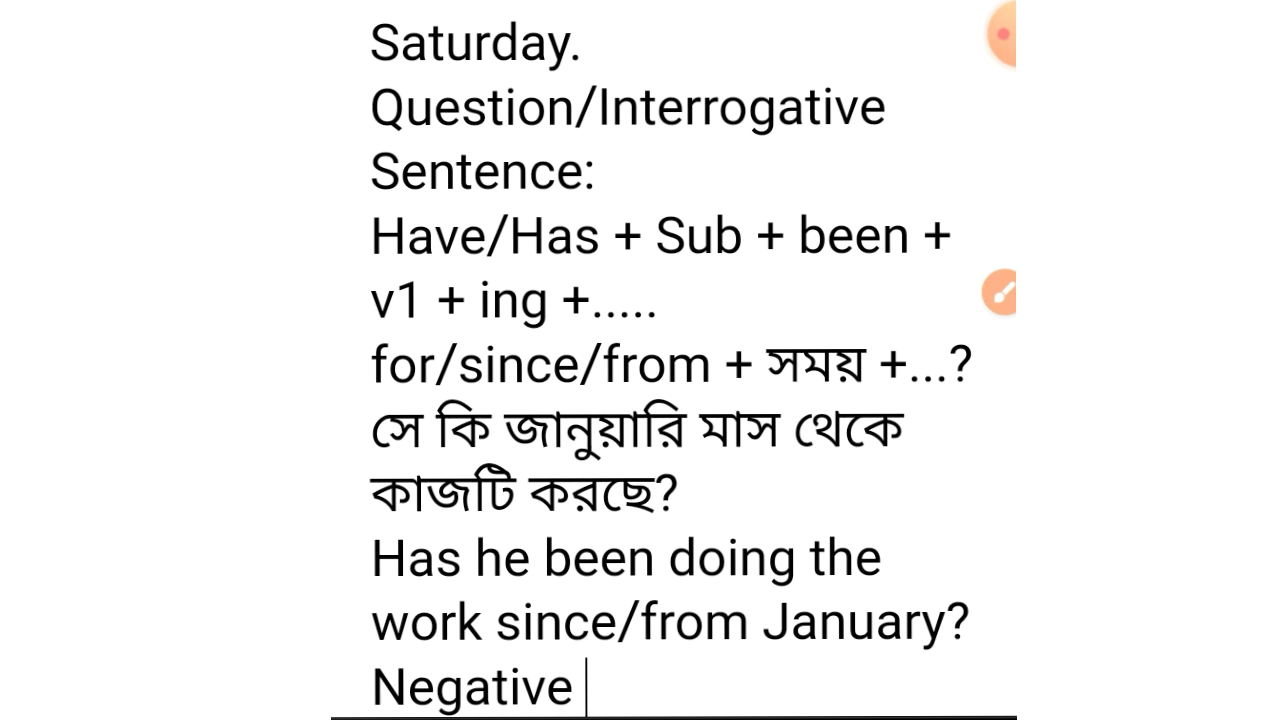 Saturday.
Question/Interrogative
Sentence:
Have/Has + Sub + been +
v1 + ing +.....
for/since/from + সময় +...?
সে কি জানুয়ারি মাস থেকে
কাজটি করছে?
Has he been doing the
work since/from January?
Negative